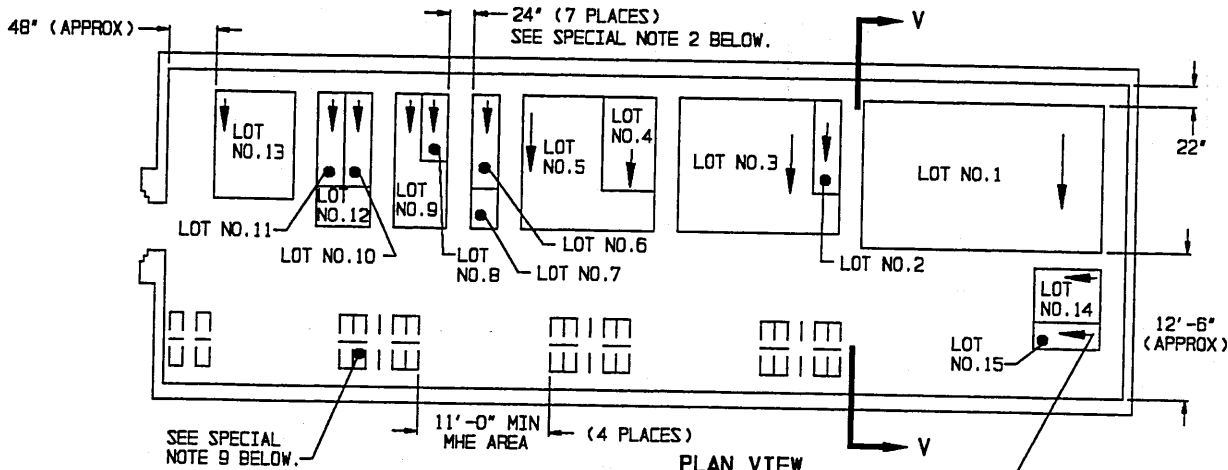 48" (APPROX)
24" (7 PLACES)
SEE SPECIAL NOTE 2 BELOW.
V
LOT
NO.13
LOT
NO.12
LOT
NO.9
LOT
NO.5
LOT
NO.4
LOT NO.3
LOT NO.1
22"
LOT NO.11
LOT NO.10
LOT
NO.8
LOT NO.6
LOT NO.7
LOT NO.2
LOT
NO.14
LOT
NO.15
12'-6"
(APPROX)
SEE SPECIAL
NOTE 9 BELOW.
11'-0" MIN
MHE AREA
(4 PLACES)
V
PLAN VIEW